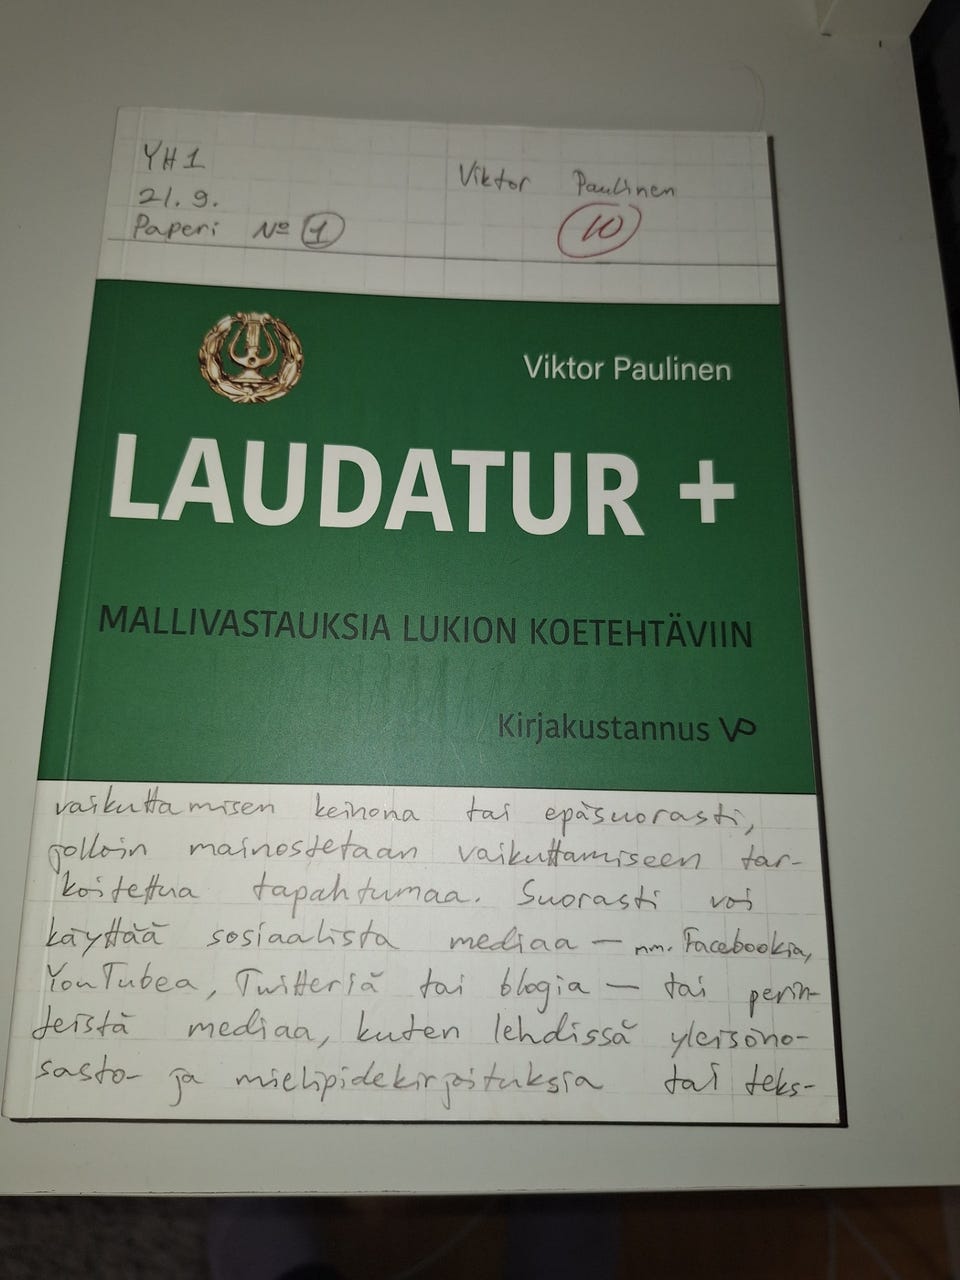 YH1
Viktor Paulinen
21.9.
10
Paperi Nº 1
Viktor Paulinen
LAUDATUR +
MALLIVASTAUKSIA LUKION KOETEHTÄVIIN
Kirjakustannus VP
vaikuttamisen keinona tai epäsuorasti,
jolloin mainostetaan vaikuttamiseen tar-
koitettua tapahtumaa. Suorasti voi
käyttää sosiaalista mediaa — mm. Facebookia,
YouTubea, Twitteriä tai blogia — tai perin-
teistä mediaa, kuten lehdissä yleisöno-
sasto- ja mielipidekirjoituksia tai teks-